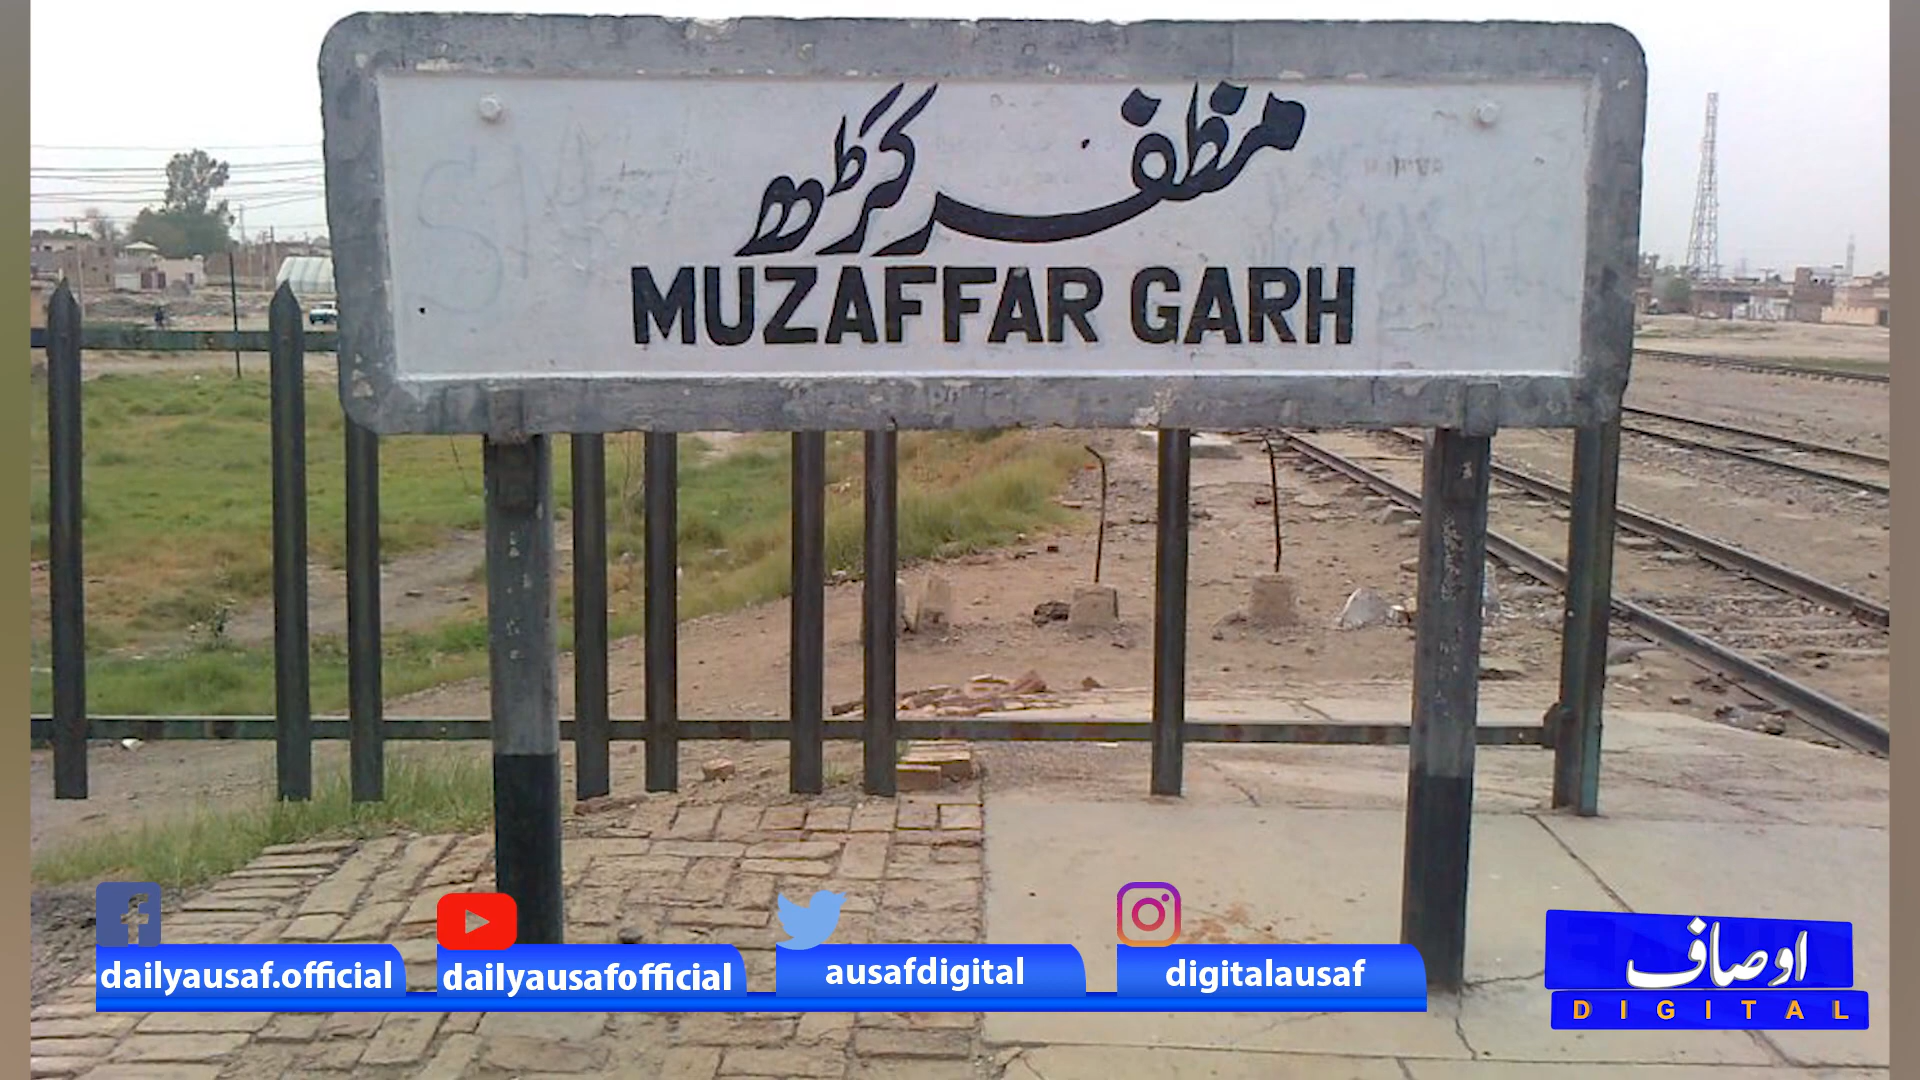 مظفر گڑھ
MUZAFFAR GARH
dailyausaf.official
dailyausafofficial
ausafdigital
digitalausaf
اوصاف
DIGITAL